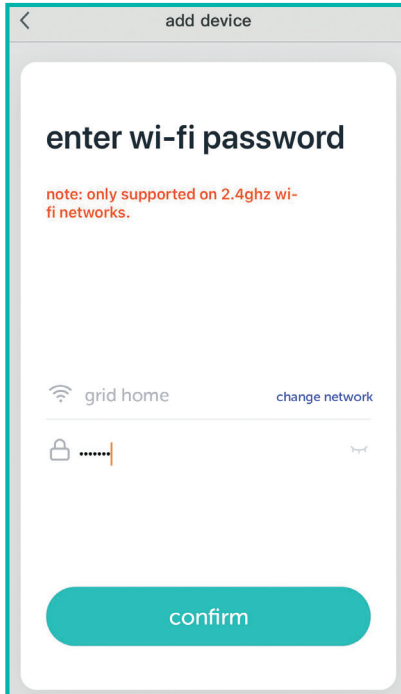 add device
enter wi-fi password
note: only supported on 2.4ghz wi-
fi networks.
grid home
change network
•••••••
confirm